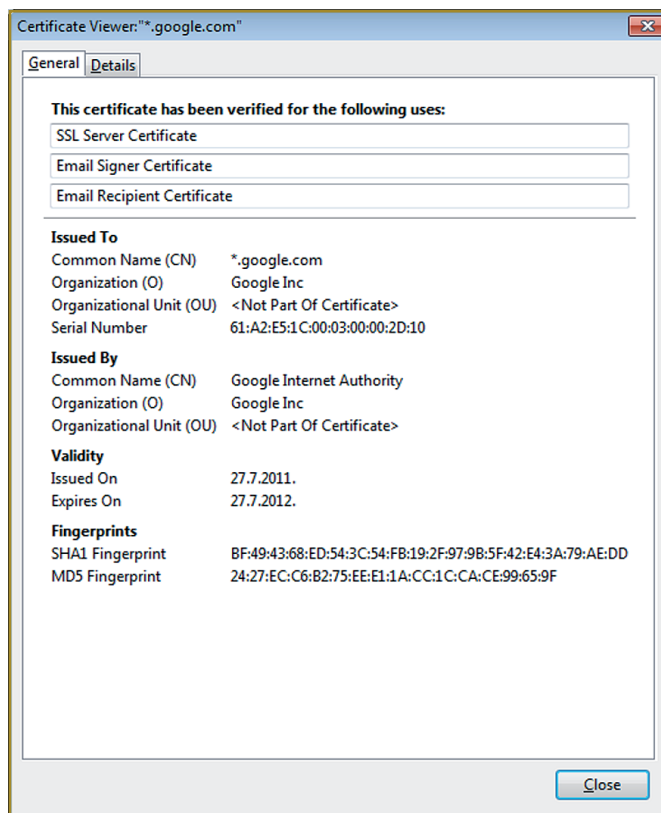 Certificate Viewer:"*.google.com"
General Details
This certificate has been verified for the following uses:
SSL Server Certificate
Email Signer Certificate
Email Recipient Certificate
Issued To
Common Name (CN) *.google.com
Organization (O) Google Inc
Organizational Unit (OU) <Not Part Of Certificate>
Serial Number 61:A2:E5:1C:00:03:00:00:2D:10
Issued By
Common Name (CN) Google Internet Authority
Organization (O) Google Inc
Organizational Unit (OU) <Not Part Of Certificate>
Validity
Issued On 27.7.2011.
Expires On 27.7.2012.
Fingerprints
SHA1 Fingerprint BF:49:43:68:ED:54:3C:54:FB:19:2F:97:9B:5F:42:E4:3A:79:AE:DD
MD5 Fingerprint 24:27:EC:C6:B2:75:EE:E1:1A:CC:1C:CA:CE:99:65:9F
Close